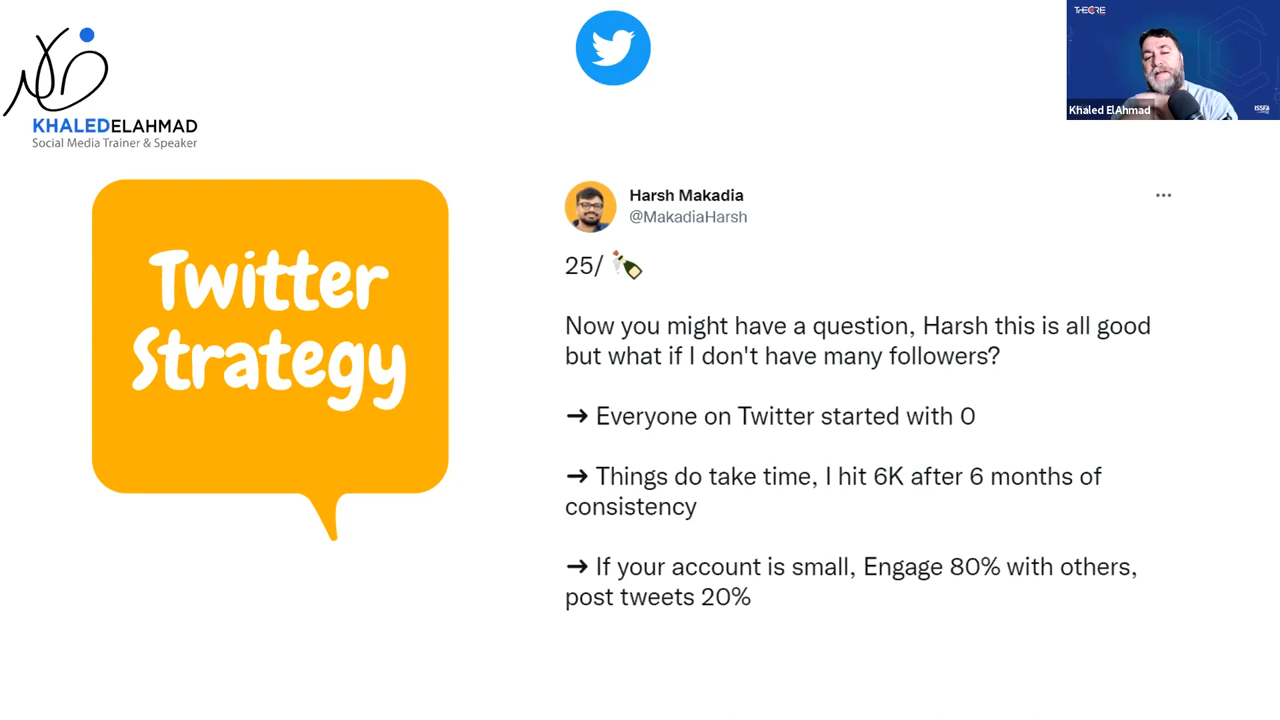 KHALEDELAHMAD
Social Media Trainer & Speaker
THECORE
Khaled ElAhmad
ISSFA
Twitter
Strategy
Harsh Makadia
@MakadiaHarsh
25/ 🍾
Now you might have a question, Harsh this is all good
but what if I don't have many followers?
→ Everyone on Twitter started with 0
→ Things do take time, I hit 6K after 6 months of
consistency
→ If your account is small, Engage 80% with others,
post tweets 20%